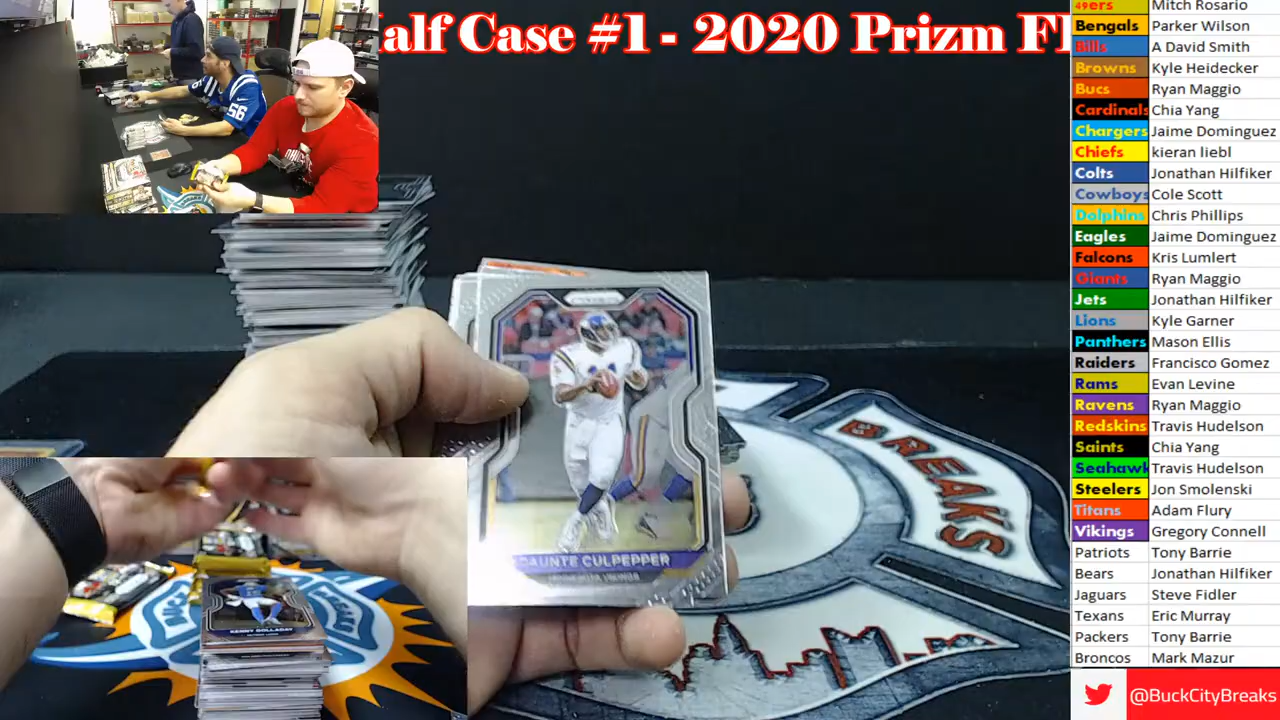 Half Case #1 - 2020 Prizm F
49ers Mitch Rosario
Bengals Parker Wilson
Bills A David Smith
Browns Kyle Heidecker
Bucs Ryan Maggio
Cardinals Chia Yang
Chargers Jaime Dominguez
Chiefs kieran liebl
Colts Jonathan Hilfiker
Cowboys Cole Scott
Dolphins Chris Phillips
Eagles Jaime Dominguez
Falcons Kris Lumlert
Giants Ryan Maggio
Jets Jonathan Hilfiker
Lions Kyle Garner
Panthers Mason Ellis
Raiders Francisco Gomez
Rams Evan Levine
Ravens Ryan Maggio
Redskins Travis Hudelson
Saints Chia Yang
Seahawk Travis Hudelson
Steelers Jon Smolenski
Titans Adam Flury
Vikings Gregory Connell
Patriots Tony Barrie
Bears Jonathan Hilfiker
Jaguars Steve Fidler
Texans Eric Murray
Packers Tony Barrie
Broncos Mark Mazur
@BuckCityBreaks
56
DAUNTE CULPEPPER
BREAKS
KENNY GOLLADAY